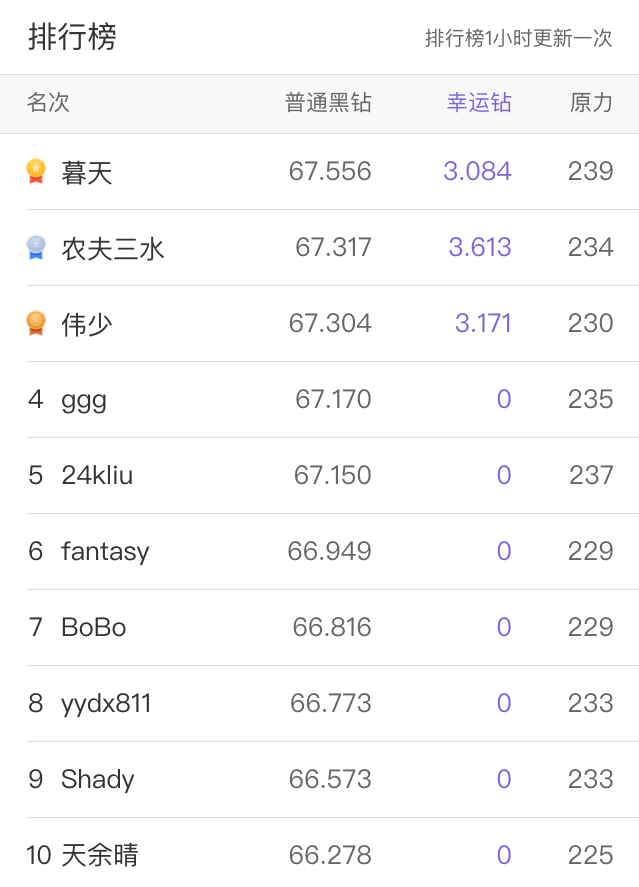 排行榜 排行榜1小时更新一次
名次 普通黑钻 幸运钻 原力
暮天 67.556 3.084 239
农夫三水 67.317 3.613 234
伟少 67.304 3.171 230
4 ggg 67.170 0 235
5 24kliu 67.150 0 237
6 fantasy 66.949 0 229
7 BoBo 66.816 0 229
8 yydx811 66.773 0 233
9 Shady 66.573 0 233
10 天余晴 66.278 0 225